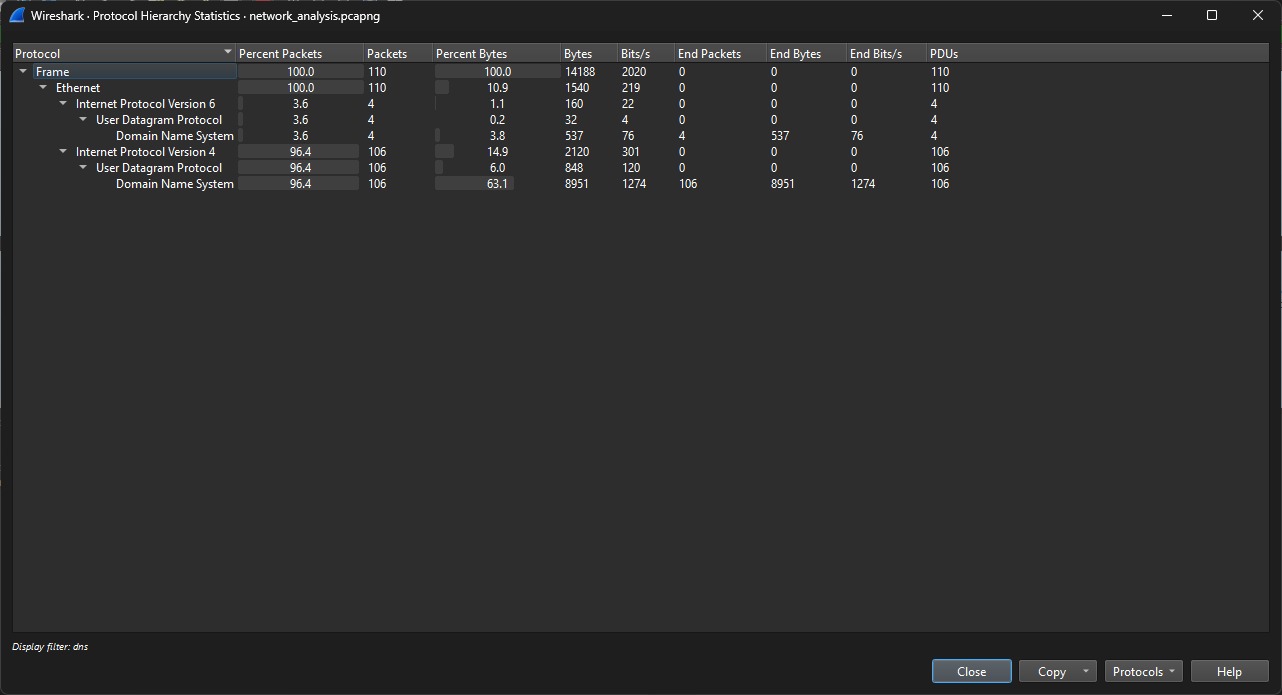 Wireshark · Protocol Hierarchy Statistics · network_analysis.pcapng
Protocol Percent Packets Packets Percent Bytes Bytes Bits/s End Packets End Bytes End Bits/s PDUs
Frame 100.0 110 100.0 14188 2020 0 0 0 110
Ethernet 100.0 110 10.9 1540 219 0 0 0 110
Internet Protocol Version 6 3.6 4 1.1 160 22 0 0 0 4
User Datagram Protocol 3.6 4 0.2 32 4 0 0 0 4
Domain Name System 3.6 4 3.8 537 76 4 537 76 4
Internet Protocol Version 4 96.4 106 14.9 2120 301 0 0 0 106
User Datagram Protocol 96.4 106 6.0 848 120 0 0 0 106
Domain Name System 96.4 106 63.1 8951 1274 106 8951 1274 106
Display filter: dns
Close Copy Protocols Help